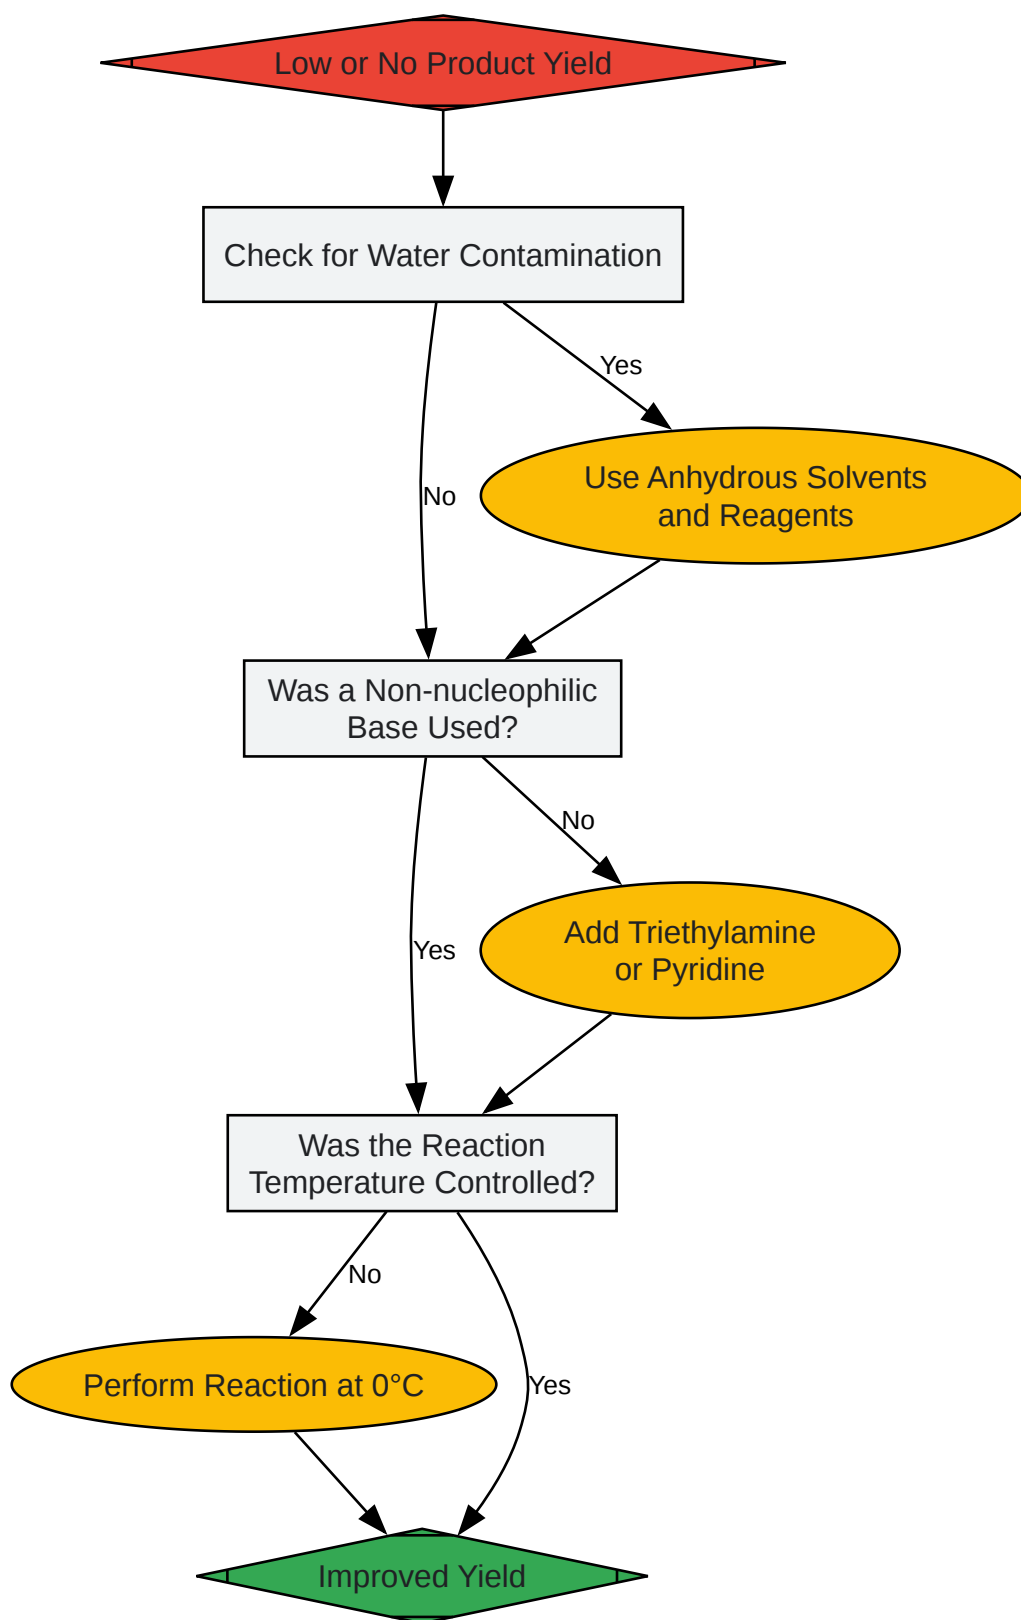 Low or No Product Yield
Check for Water Contamination
Yes
No
Use Anhydrous Solvents
and Reagents
Was a Non-nucleophilic
Base Used?
No
Yes
Add Triethylamine
or Pyridine
Was the Reaction
Temperature Controlled?
No
Yes
Perform Reaction at 0°C
Improved Yield